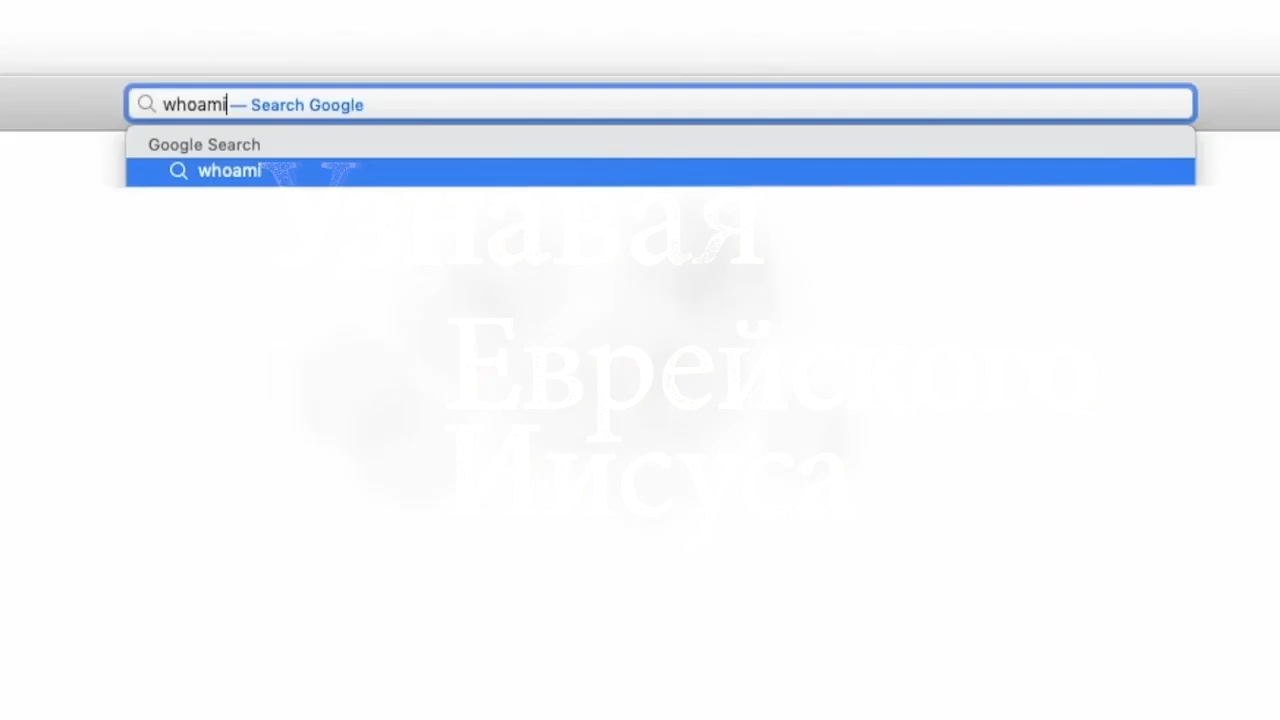 whoami — Search Google
Google Search
whoami
Узнавая
Еврейского
Иисуса